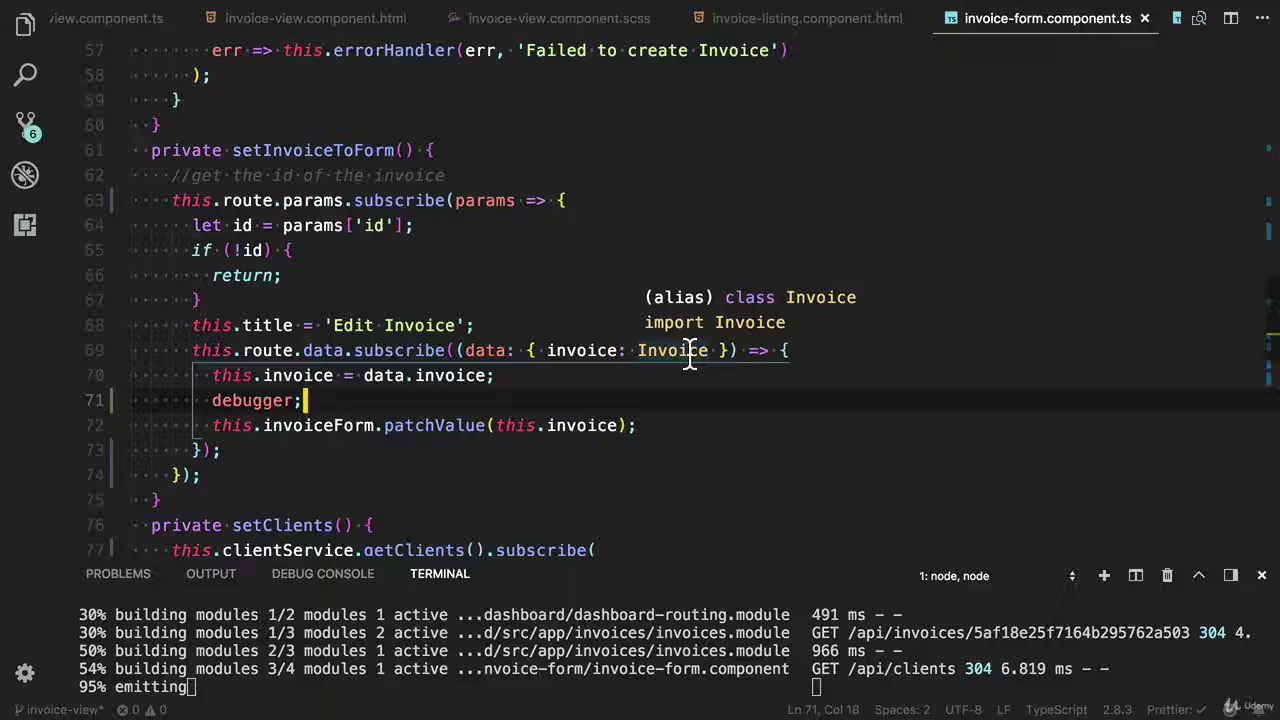 view.component.ts
invoice-view.component.html
invoice-view.component.scss
invoice-listing.component.html
TS invoice-form.component.ts
57 err => this.errorHandler(err, 'Failed to create Invoice')
58 );
59 }
60 }
61 private setInvoiceToForm() {
62 //get the id of the invoice
63 this.route.params.subscribe(params => {
64 let id = params['id'];
65 if (!id) {
66 return;
67 }
68 this.title = 'Edit Invoice';
69 this.route.data.subscribe((data: { invoice: Invoice }) => {
70 this.invoice = data.invoice;
71 debugger;
72 this.invoiceForm.patchValue(this.invoice);
73 });
74 });
75 }
76 private setClients() {
77 this.clientService.getClients().subscribe(
(alias) class Invoice
import Invoice
6
PROBLEMS OUTPUT DEBUG CONSOLE TERMINAL
1: node, node
30% building modules 1/2 modules 1 active ...dashboard/dashboard-routing.module
30% building modules 1/3 modules 2 active ...d/src/app/invoices/invoices.module
50% building modules 2/3 modules 1 active ...d/src/app/invoices/invoices.module
54% building modules 3/4 modules 1 active ...nvoice-form/invoice-form.component
95% emitting
491 ms - -
GET /api/invoices/5af18e25f7164b295762a503 304 4.
966 ms - -
GET /api/clients 304 6.819 ms - -
invoice-view* 0 0
Ln 71, Col 18 Spaces: 2 UTF-8 LF TypeScript 2.8.3 Prettier: ✓
Udemy